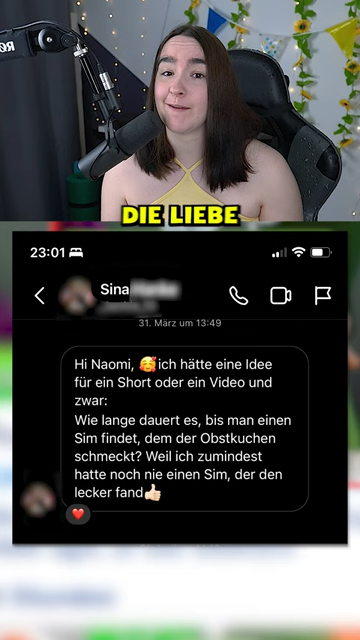 DIE LIEBE
23:01
Sina
31. März um 13:49
Hi Naomi, 🥰ich hätte eine Idee
für ein Short oder ein Video und
zwar:
Wie lange dauert es, bis man einen
Sim findet, dem der Obstkuchen
schmeckt? Weil ich zumindest
hatte noch nie einen Sim, der den
lecker fand👍🏻